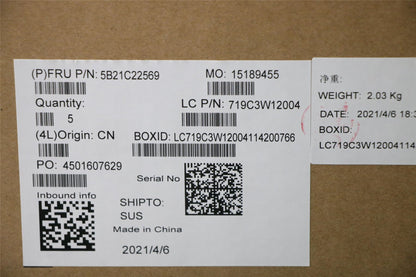 (P)FRU P/N: 5B21C22569
MO: 15189455
Quantity:
5
LC P/N: 719C3W12004
(4L)Origin: CN
BOXID: LC719C3W12004114200766
PO: 4501607629
Serial No
Inbound info
SHIPTO:
SUS
Made in China
2021/4/6
净重:
WEIGHT: 2.03 Kg
DATE: 2021/4/6 18:3
BOXID:
LC719C3W12004114